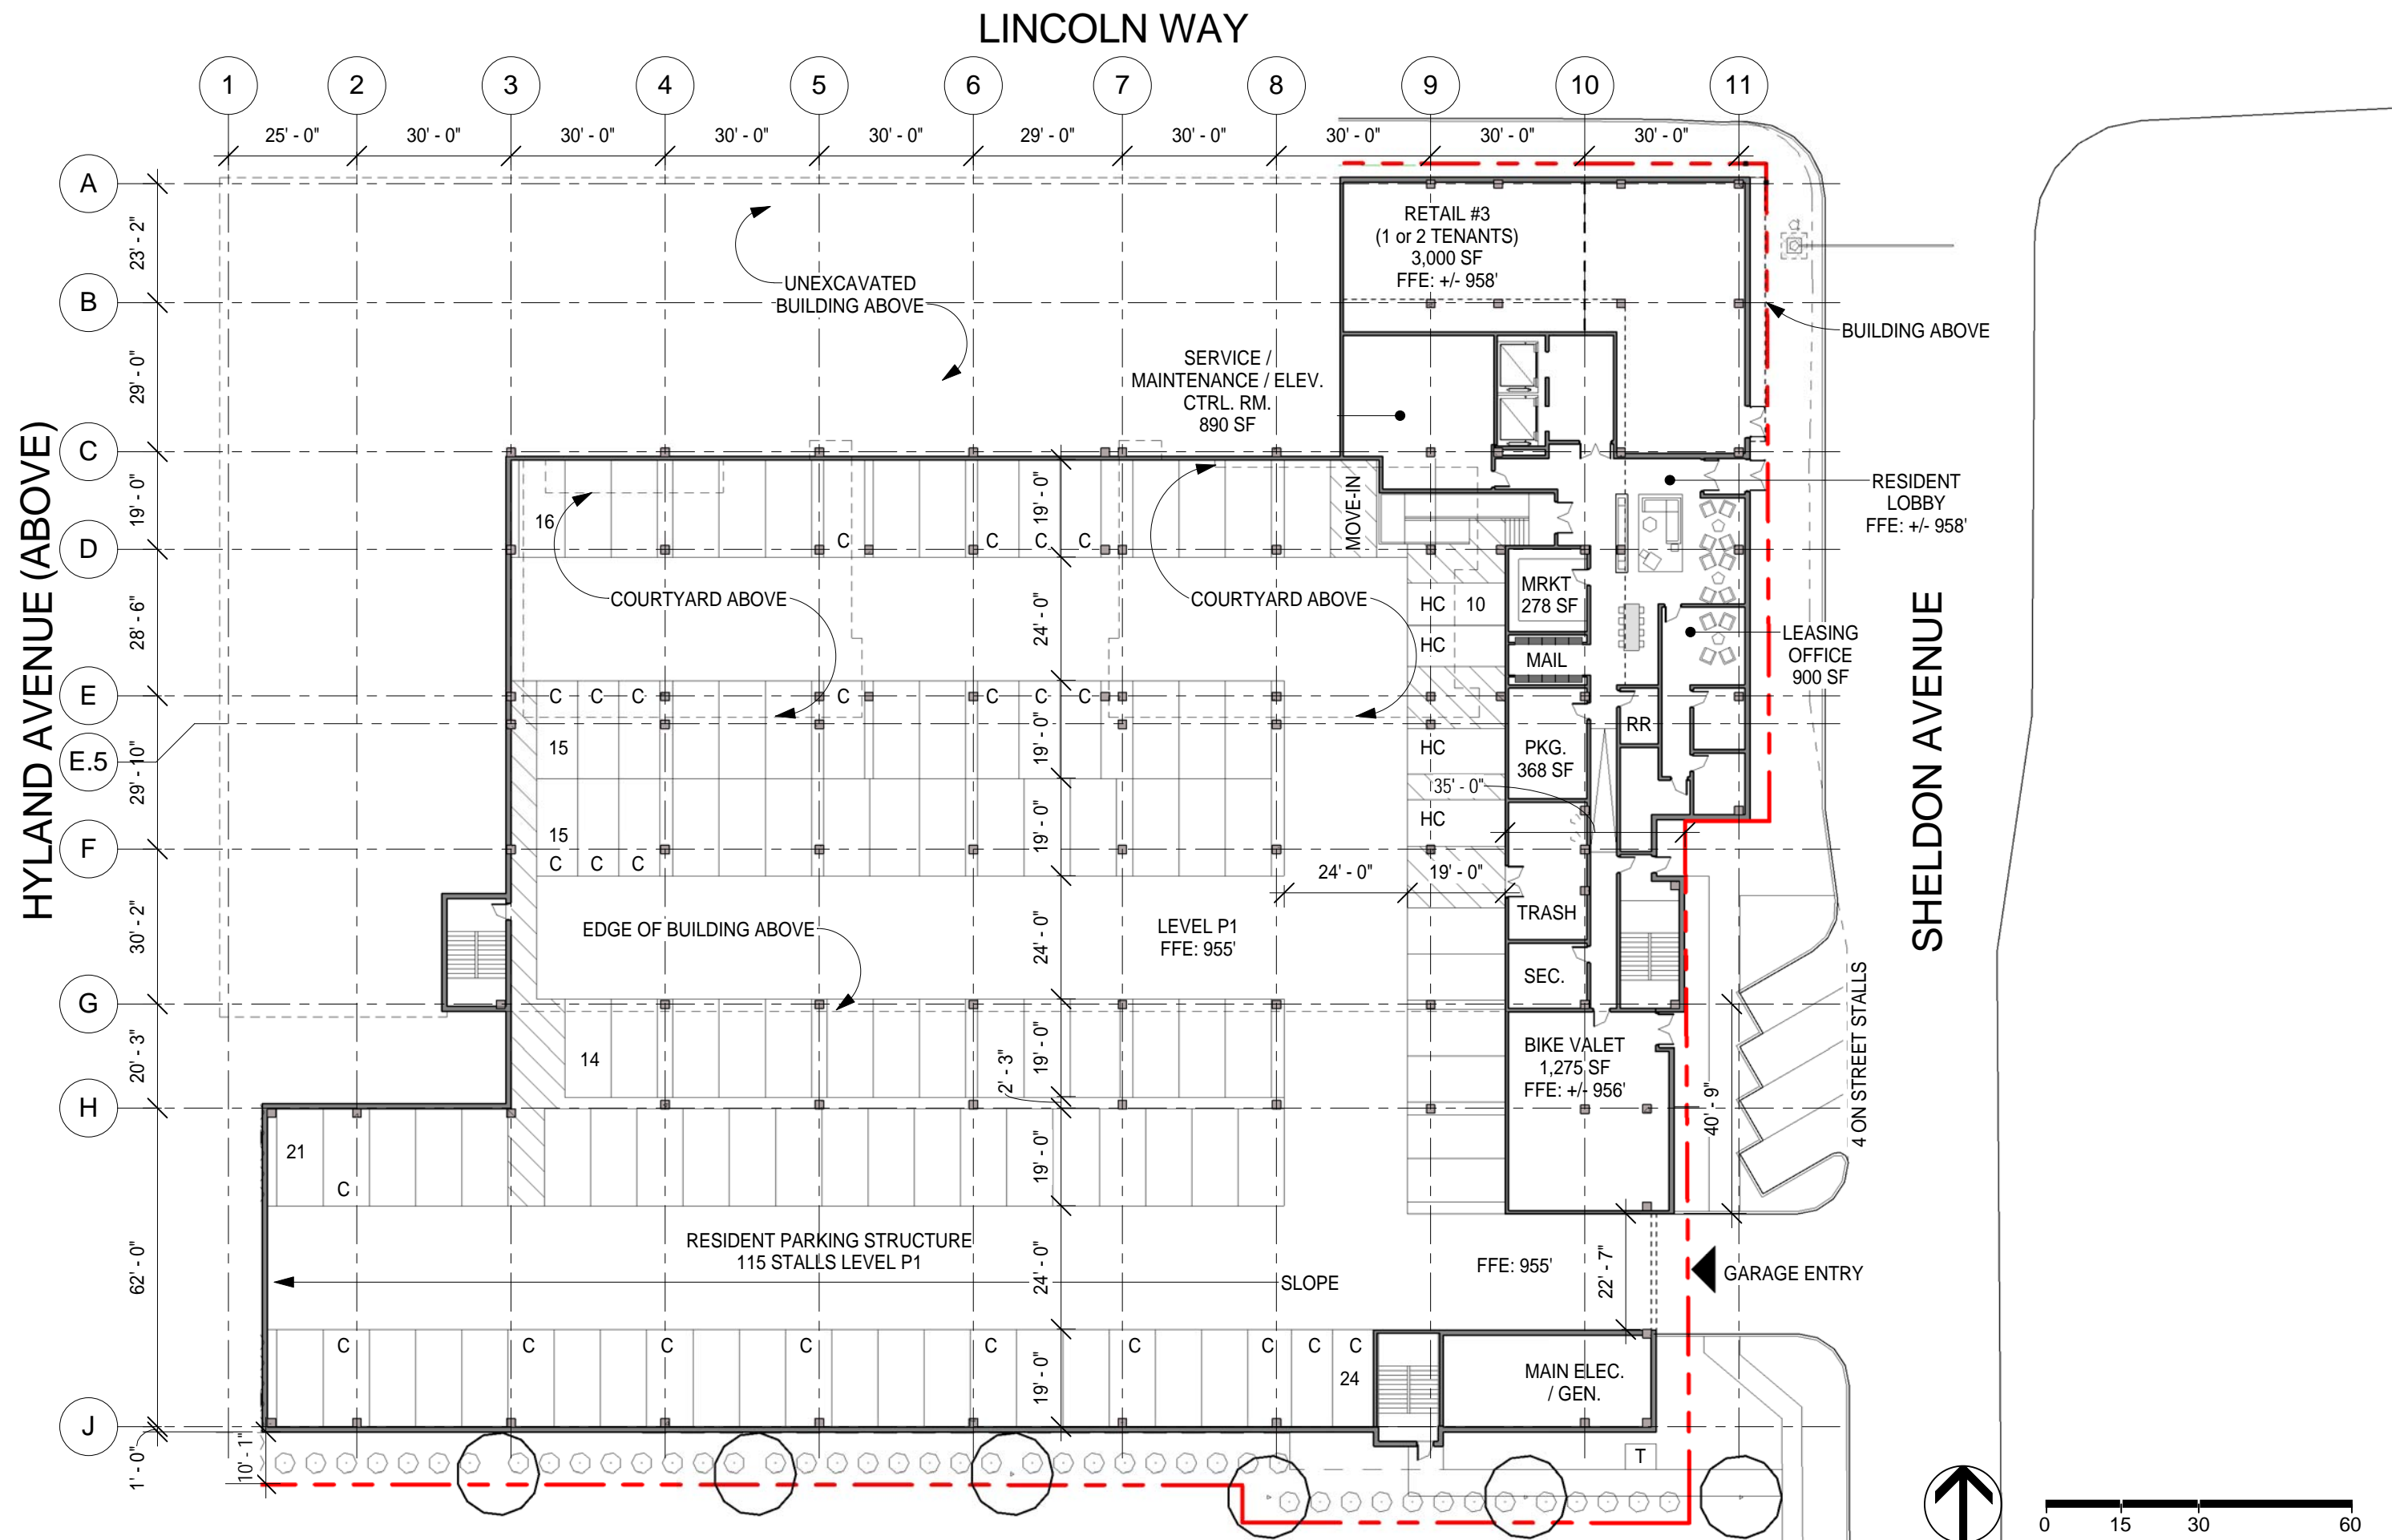 LINCOLN WAY
1 2 3 4 5 6 7 8 9 10 11
25' - 0" 30' - 0" 30' - 0" 30' - 0" 30' - 0" 29' - 0" 30' - 0" 30' - 0" 30' - 0" 30' - 0"
A
23' - 2"
B
29' - 0"
C
19' - 0"
D
28' - 6"
E
E.5
29' - 10"
F
30' - 2"
G
20' - 3"
H
62' - 0"
J
1' - 0"
10' - 1"
HYLAND AVENUE (ABOVE)
UNEXCAVATED
BUILDING ABOVE
RETAIL #3
(1 or 2 TENANTS)
3,000 SF
FFE: +/- 958'
BUILDING ABOVE
SERVICE /
MAINTENANCE / ELEV.
CTRL. RM.
890 SF
RESIDENT
LOBBY
FFE: +/- 958'
16
C C C C
19' - 0"
MOVE-IN
COURTYARD ABOVE
24' - 0"
COURTYARD ABOVE
HC 10
HC
MRKT
278 SF
MAIL
LEASING
OFFICE
900 SF
SHELDON AVENUE
C C C C C C C
15
19' - 0"
HC
PKG.
368 SF
RR
35' - 0"
15
19' - 0"
HC
C C C
24' - 0"
19' - 0"
EDGE OF BUILDING ABOVE
24' - 0"
LEVEL P1
FFE: 955'
TRASH
SEC.
4 ON STREET STALLS
14
2' - 3"
19' - 0"
BIKE VALET
1,275 SF
FFE: +/- 956'
40' - 9"
21
C
19' - 0"
RESIDENT PARKING STRUCTURE
115 STALLS LEVEL P1
24' - 0"
SLOPE
FFE: 955'
22' - 7"
GARAGE ENTRY
C C C C C C C C C
19' - 0"
24
MAIN ELEC.
/ GEN.
T
0 15 30 60